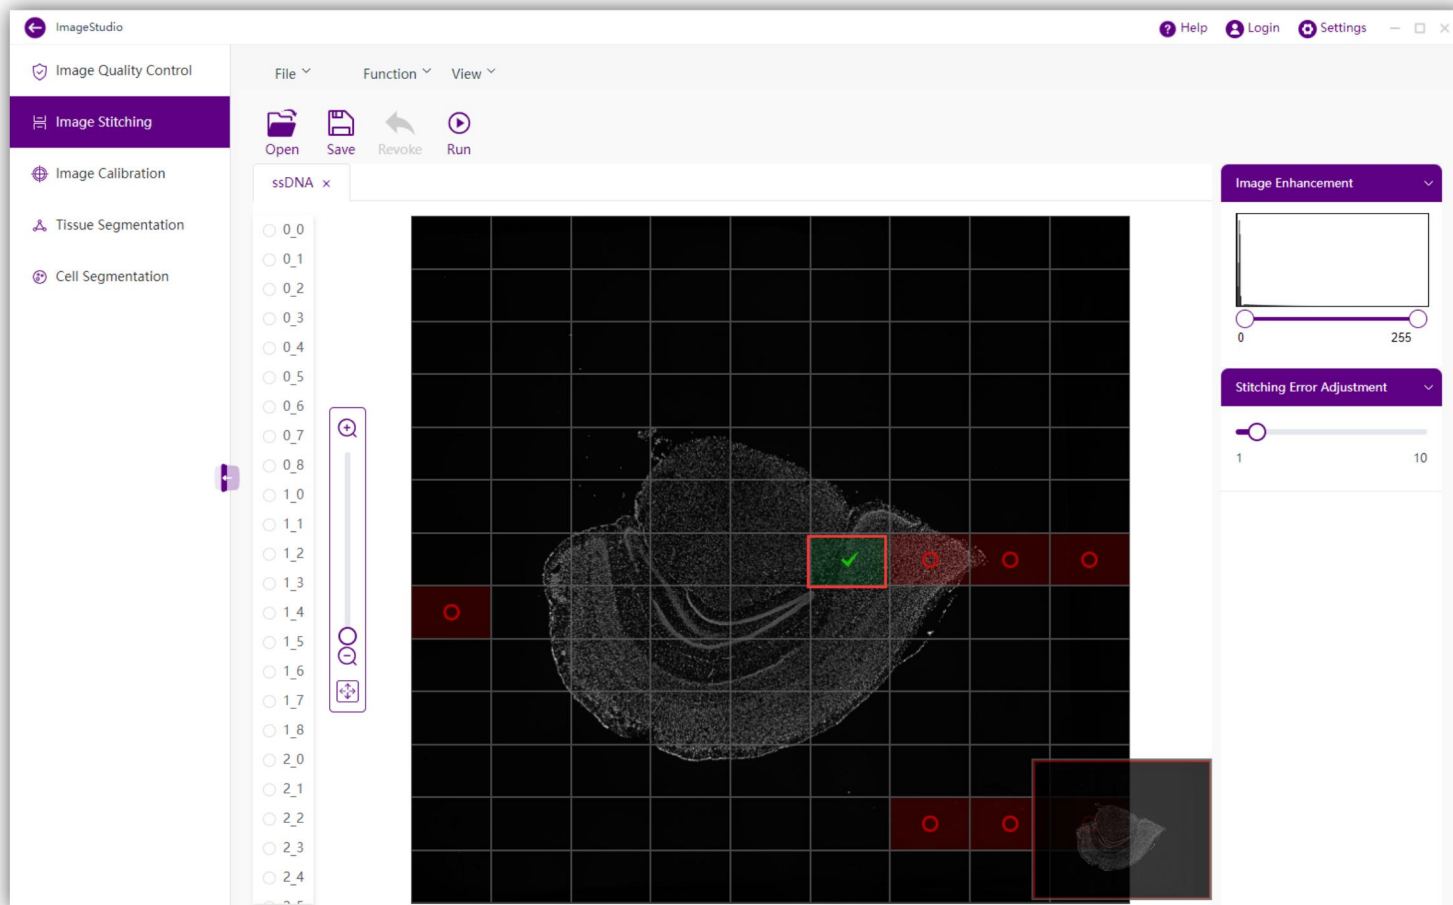 ImageStudio
Help Login Settings
Image Quality Control
Image Stitching
Image Calibration
Tissue Segmentation
Cell Segmentation
File Function View
Open Save Revoke Run
ssDNA ×
0_0
0_1
0_2
0_3
0_4
0_5
0_6
0_7
0_8
1_0
1_1
1_2
1_3
1_4
1_5
1_6
1_7
1_8
2_0
2_1
2_2
2_3
2_4
Image Enhancement
0 255
Stitching Error Adjustment
1 10